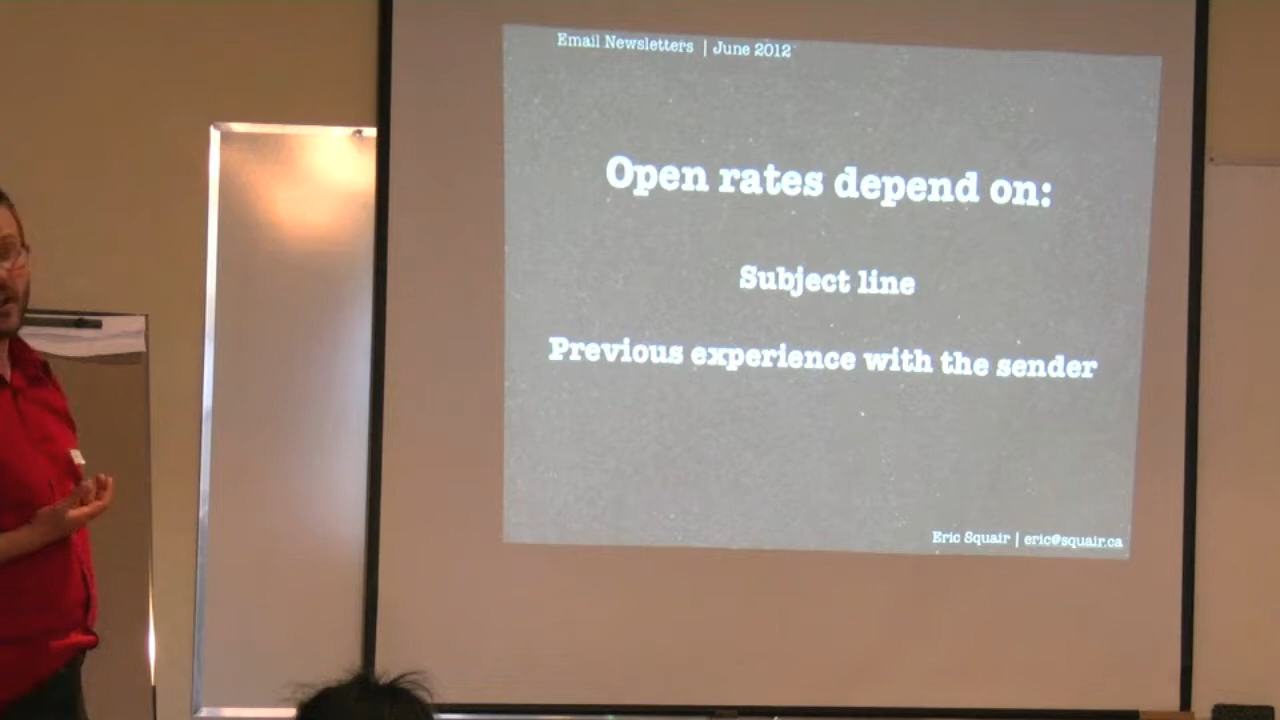 Email Newsletters | June 2012
Open rates depend on:
Subject line
Previous experience with the sender
Eric Squair | eric@squair.ca